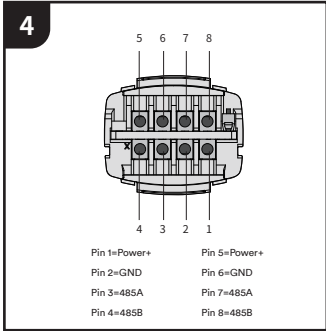 4
5 6 7 8
x
4 3 2 1
Pin 1=Power+ Pin 5=Power+
Pin 2=GND Pin 6=GND
Pin 3=485A Pin 7=485A
Pin 4=485B Pin 8=485B